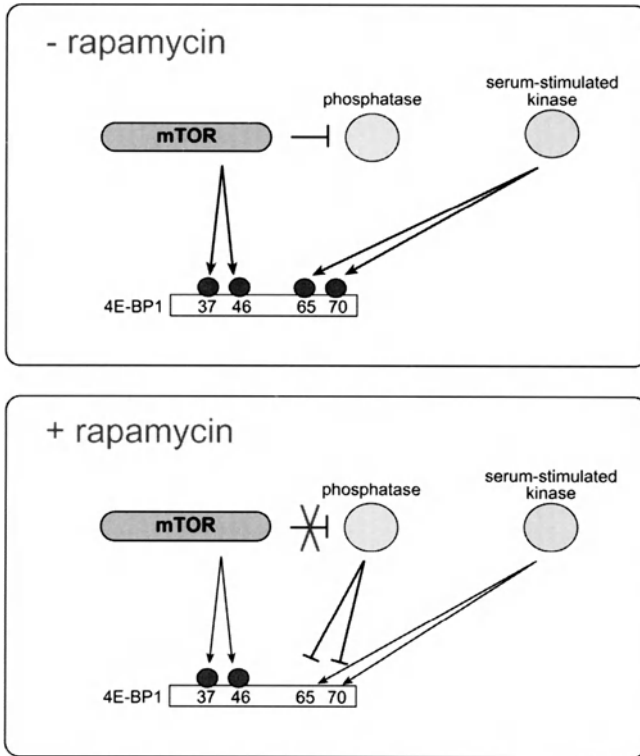 - rapamycin
phosphatase
serum-stimulated
kinase
mTOR
4E-BP1
37 46 65 70
+ rapamycin
phosphatase
serum-stimulated
kinase
mTOR
4E-BP1
37 46 65 70